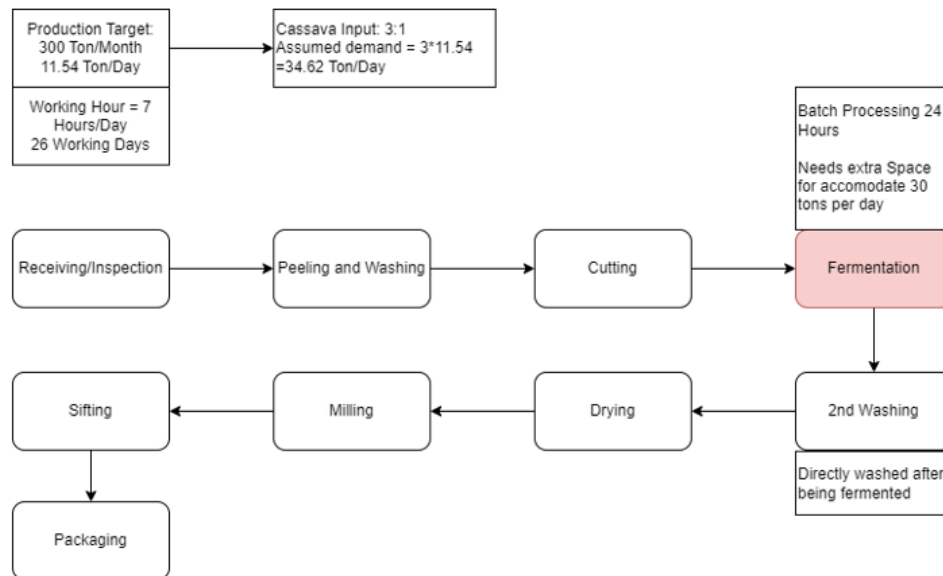 Production Target:
300 Ton/Month
11.54 Ton/Day
Cassava Input: 3:1
Assumed demand = 3*11.54
=34.62 Ton/Day
Working Hour = 7
Hours/Day
26 Working Days
Batch Processing 24
Hours
Needs extra Space
for accomodate 30
tons per day
Receiving/Inspection
Peeling and Washing
Cutting
Fermentation
Sifting
Milling
Drying
2nd Washing
Directly washed after
being fermented
Packaging